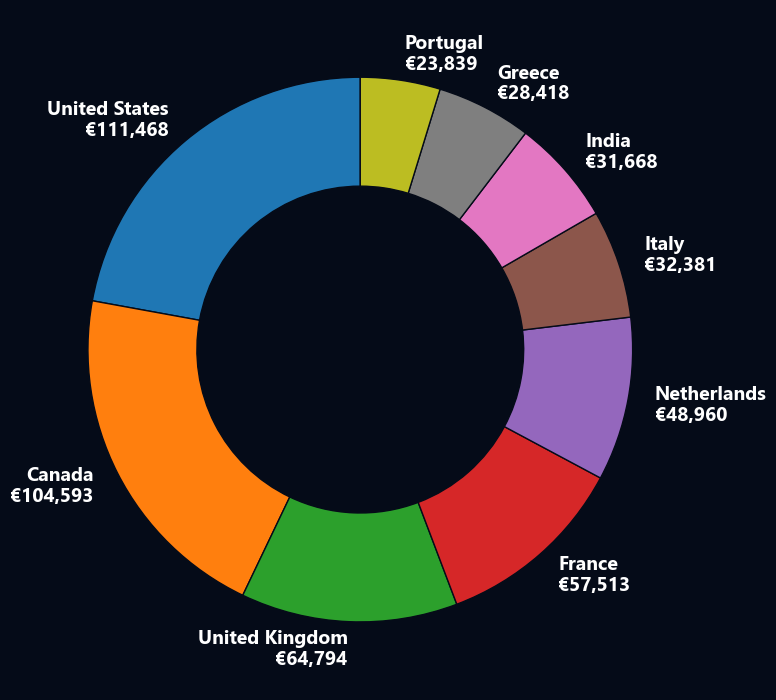 Portugal
€23,839
Greece
€28,418
United States
€111,468
India
€31,668
Italy
€32,381
Netherlands
€48,960
Canada
€104,593
France
€57,513
United Kingdom
€64,794